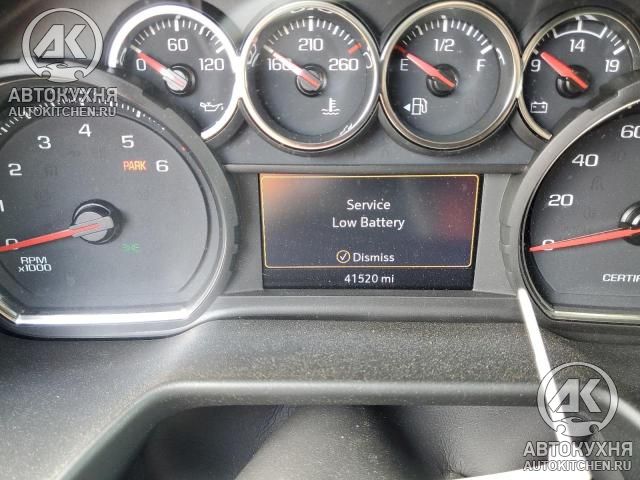 АК
АВТОКУХНЯ
AUTOKITCHEN.RU
0 60 120
160 210 260
E 1/2 F
9 14 19
1 2 3 4 5 6
PARK
0
RPM
x1000
Service
Low Battery
Dismiss
41520 mi
0 20 40 60
CERTIF
АК
АВТОКУХНЯ
AUTOKITCHEN.RU